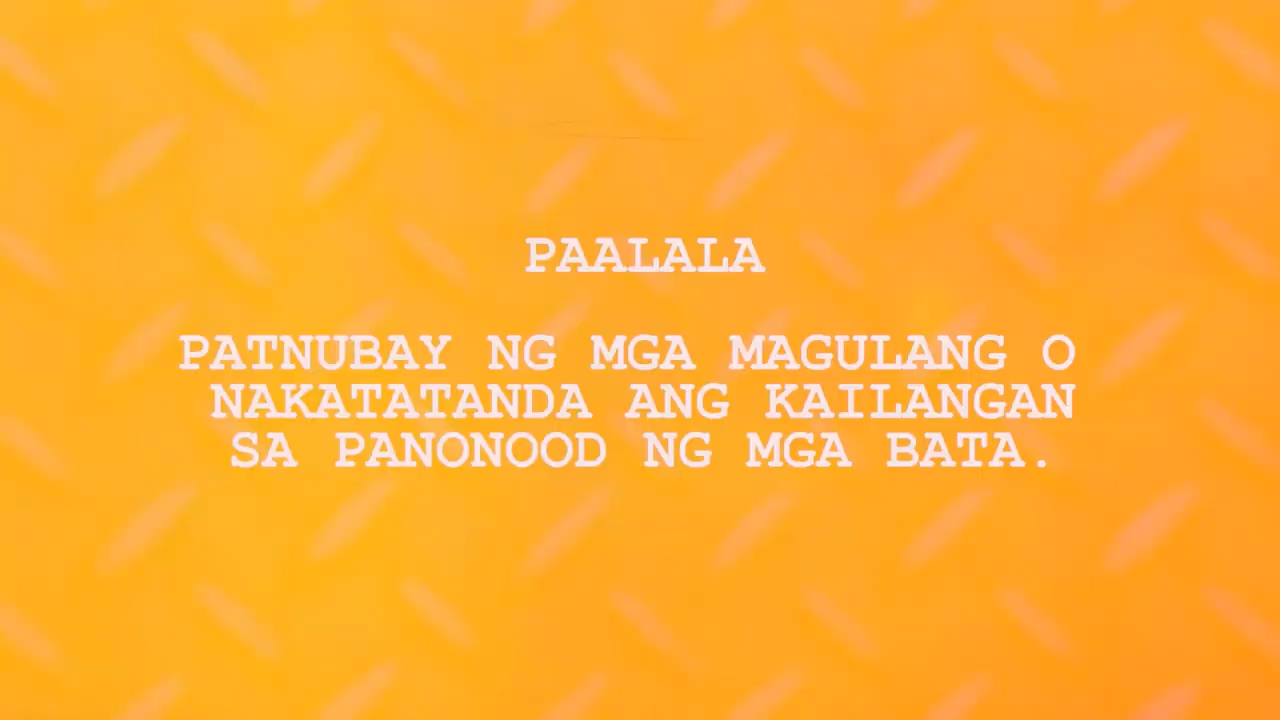 PAALALA
PATNUBAY NG MGA MAGULANG O
NAKATATANDA ANG KAILANGAN
SA PANONOOD NG MGA BATA.